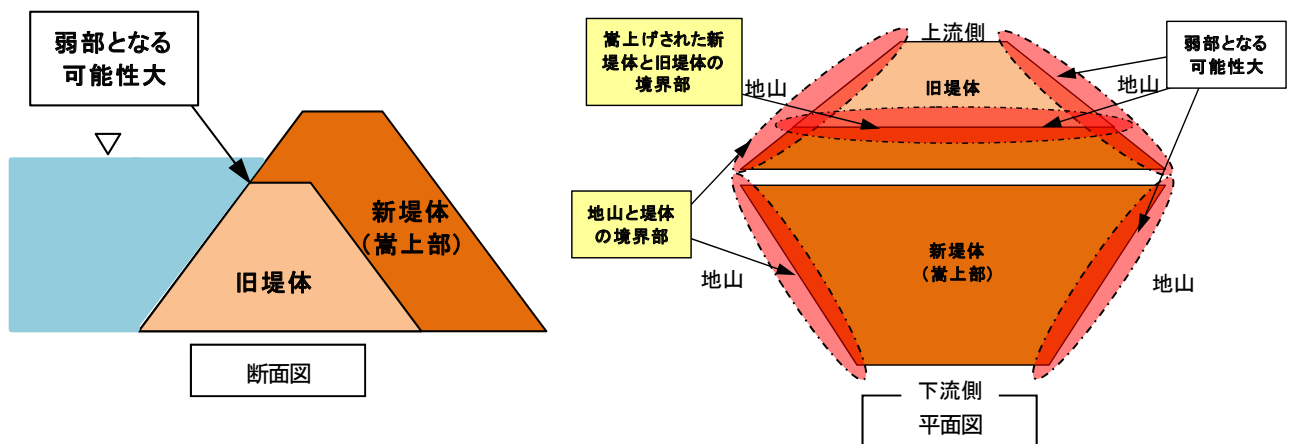 弱部となる
可能性大
新堤体
(嵩上部)
旧堤体
断面図
嵩上げされた新
堤体と旧堤体の
境界部
上流側
弱部となる
可能性大
地山
地山
旧堤体
地山と堤体
の境界部
新堤体
(嵩上部)
地山
地山
下流側
平面図